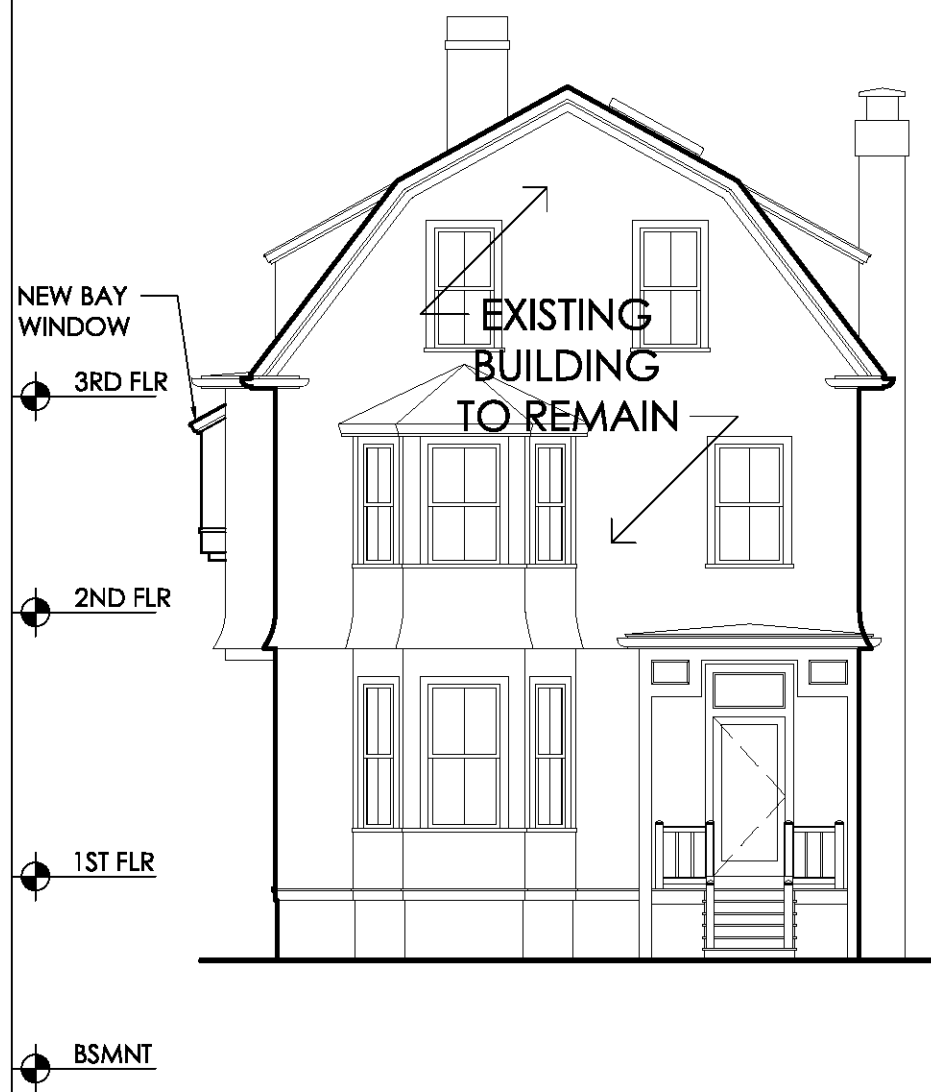 NEW BAY
WINDOW
EXISTING
BUILDING
TO REMAIN
3RD FLR
2ND FLR
1ST FLR
BSMNT